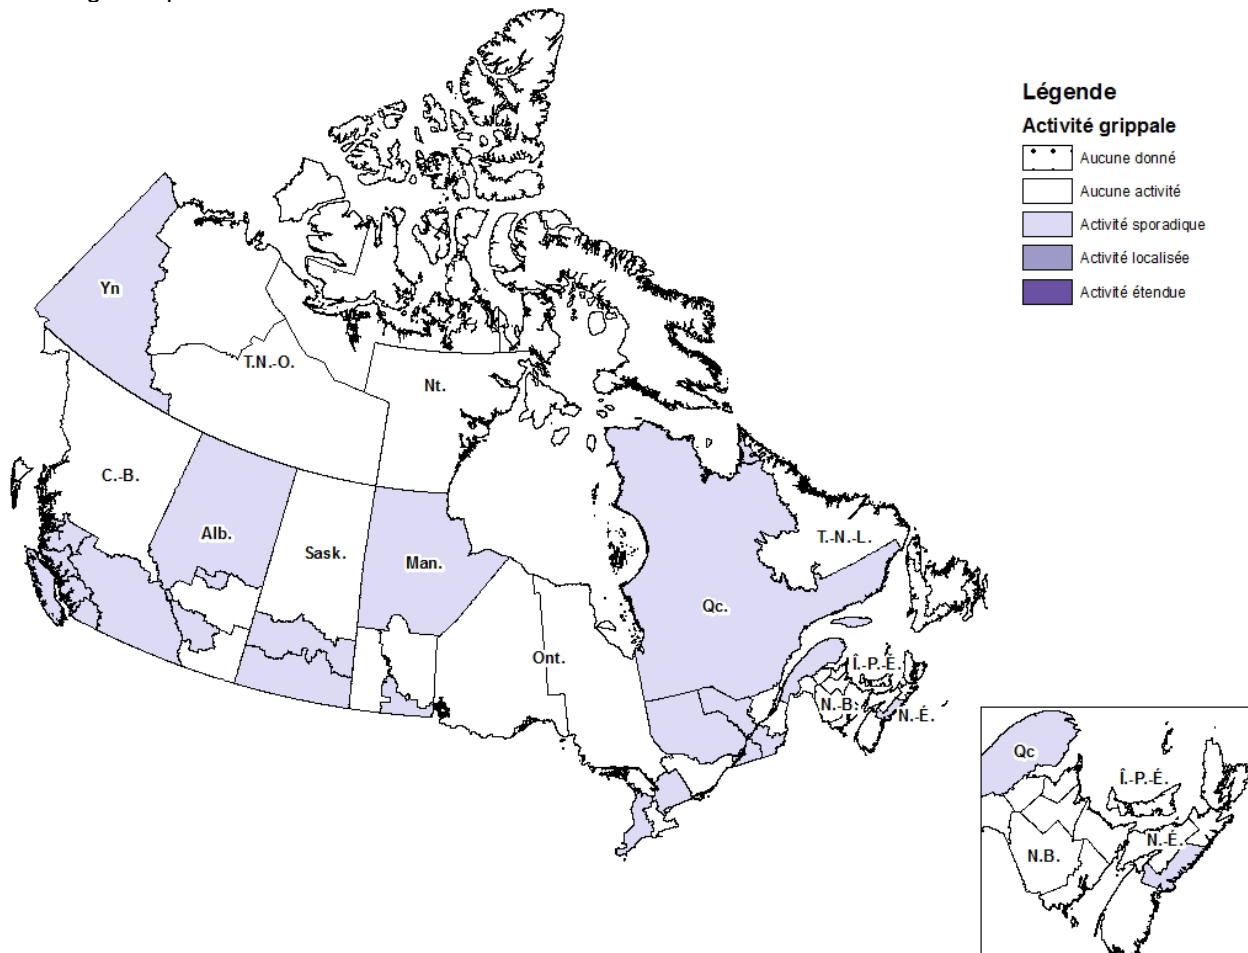 Légende
Activité grippale
Aucune donné
Aucune activité
Activité sporadique
Activité localisée
Activité étendue
Yn
T.N.-O.
Nt.
C.-B.
Alb.
Sask.
Man.
T.-N.-L.
Qc.
Ont.
Î.-P.-É.
N.-B.
N.-É.
Qc
Î.-P.-É.
N.-É.
N.B.